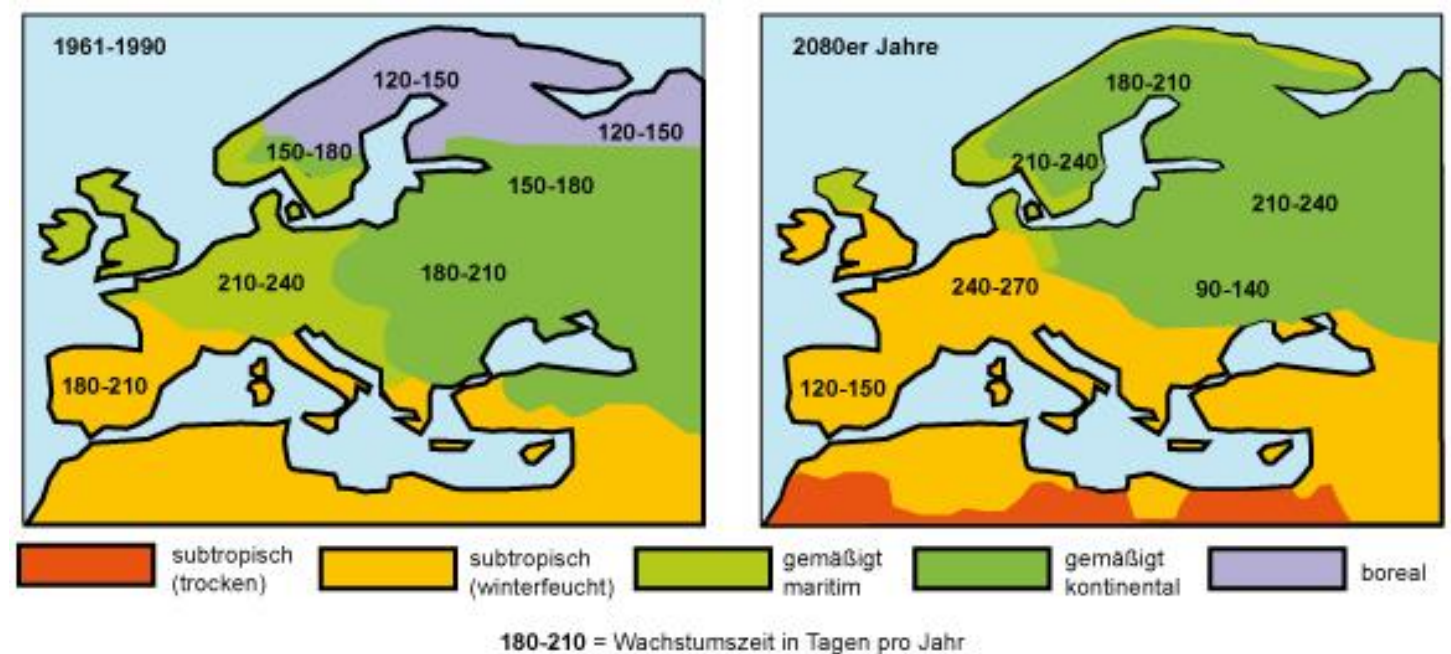 1961-1990
120-150
120-150
150-180
150-180
210-240
180-210
180-210
2080er Jahre
180-210
210-240
210-240
240-270
90-140
120-150
subtropisch
(trocken)
subtropisch
(winterfeucht)
gemäßigt
maritim
gemäßigt
kontinental
boreal
180-210 = Wachstumszeit in Tagen pro Jahr